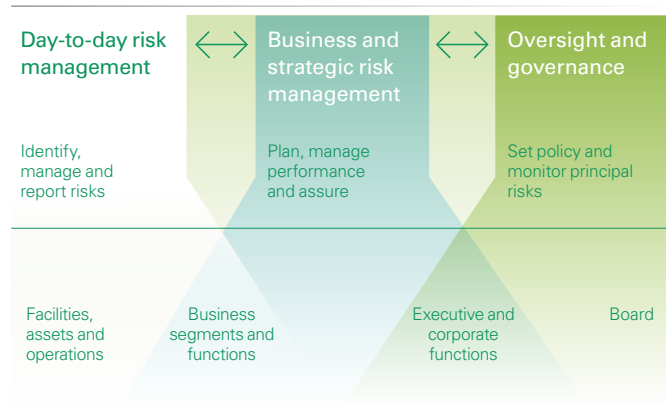 Day-to-day risk
management
Business and
strategic risk
management
Oversight and
governance
Identify,
manage and
report risks
Plan, manage
performance
and assure
Set policy and
monitor principal
risks
Facilities,
assets and
operations
Business
segments and
functions
Executive and
corporate
functions
Board